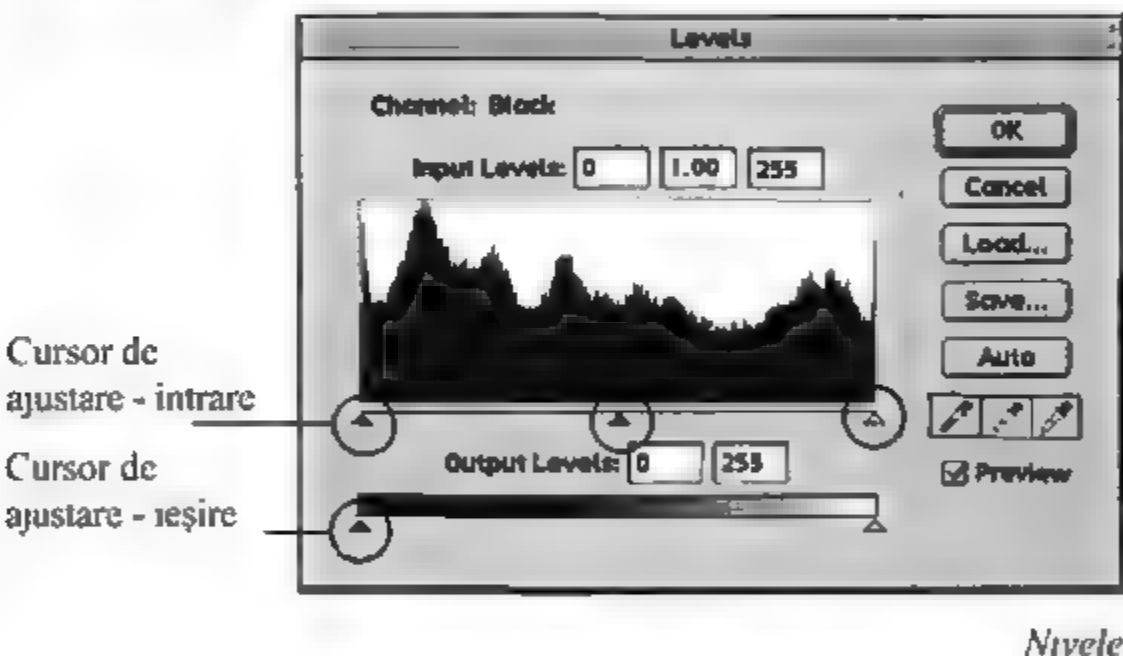 Levels
Channel: Black
Input Levels: 0 1.00 255
OK
Cancel
Load...
Save...
Auto
Cursor de
ajustare - intrare
Output Levels: 0 255
Preview
Cursor de
ajustare - ieșire
Nivele